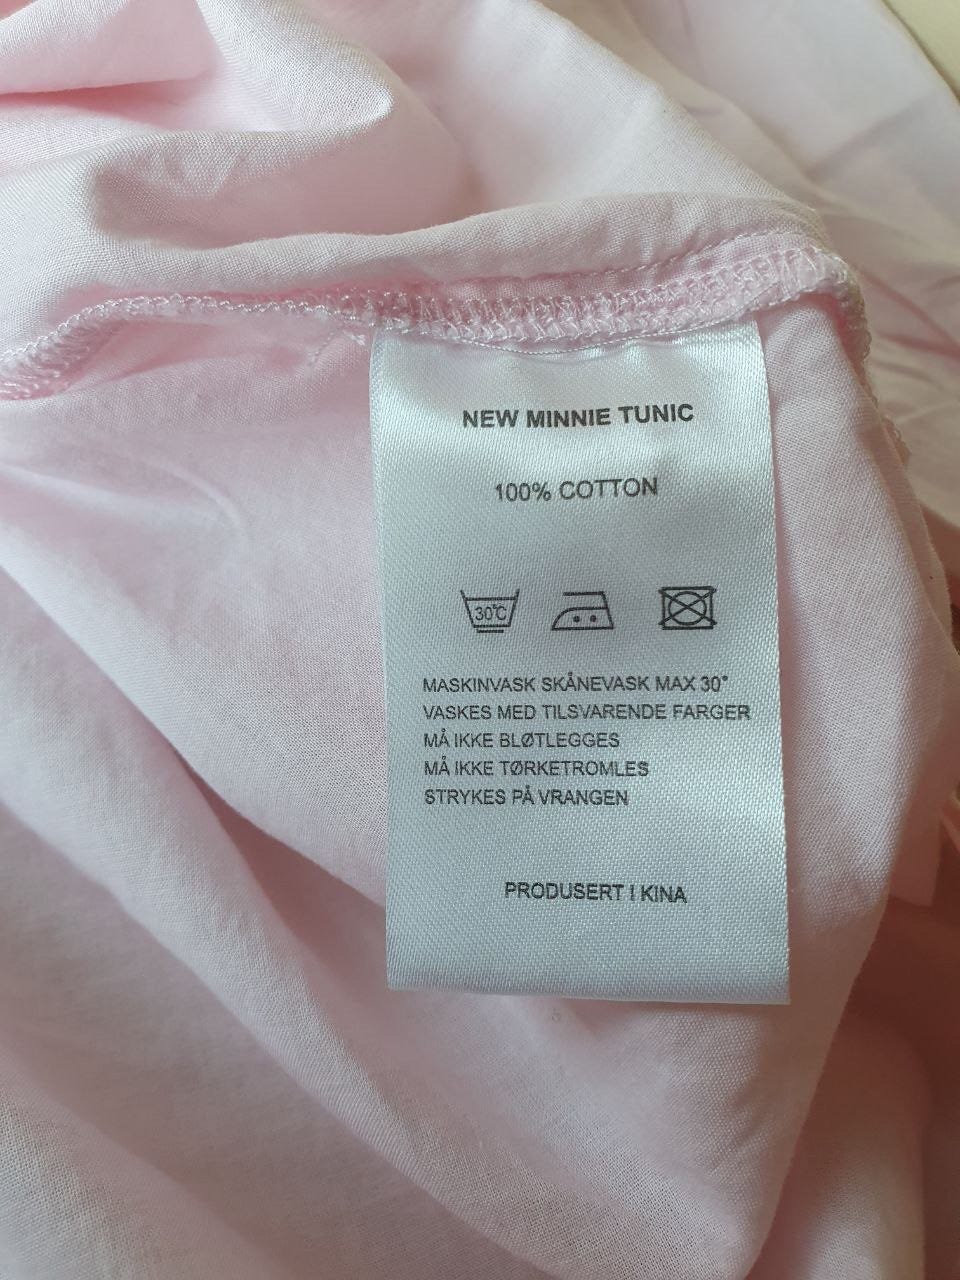 NEW MINNIE TUNIC
100% COTTON
30°C
MASKINVASK SKÅNEVASK MAX 30°
VASKES MED TILSVARENDE FARGER
MÅ IKKE BLØTLEGGES
MÅ IKKE TØRKETROMLES
STRYKES PÅ VRANGEN
PRODUSERT I KINA